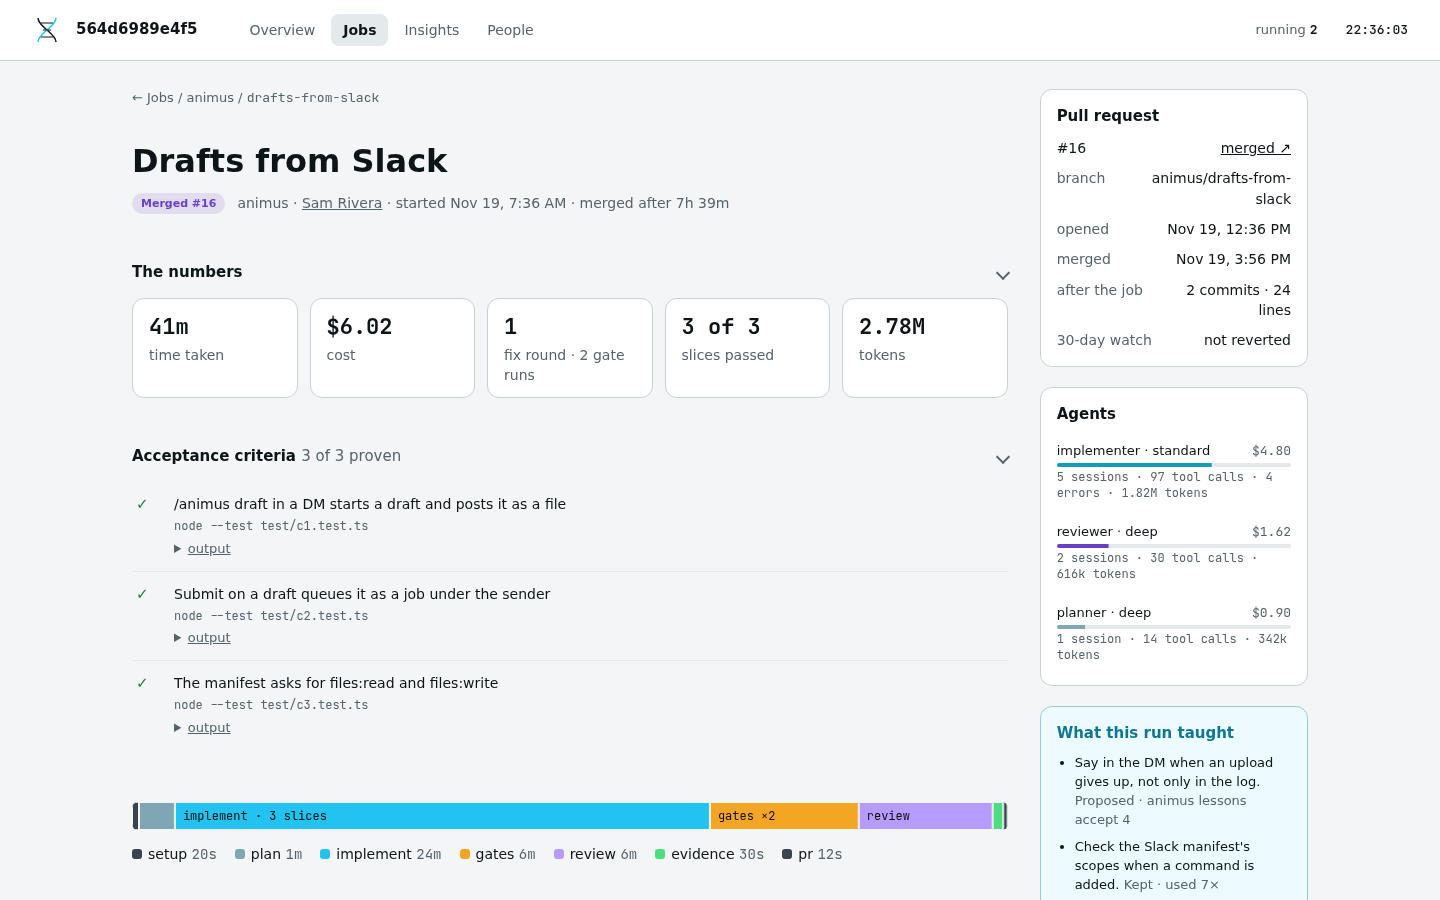 564d6989e4f5
Overview
Jobs
Insights
People
running 2
22:36:03
← Jobs / animus / drafts-from-slack
Drafts from Slack
Merged #16
animus · Sam Rivera · started Nov 19, 7:36 AM · merged after 7h 39m
The numbers
41m
time taken
$6.02
cost
1
fix round · 2 gate
runs
3 of 3
slices passed
2.78M
tokens
Acceptance criteria 3 of 3 proven
✓ /animus draft in a DM starts a draft and posts it as a file
node --test test/c1.test.ts
▶ output
✓ Submit on a draft queues it as a job under the sender
node --test test/c2.test.ts
▶ output
✓ The manifest asks for files:read and files:write
node --test test/c3.test.ts
▶ output
implement · 3 slices
gates ×2
review
setup 20s
plan 1m
implement 24m
gates 6m
review 6m
evidence 30s
pr 12s
Pull request
#16 merged ↗
branch animus/drafts-from-
slack
opened Nov 19, 12:36 PM
merged Nov 19, 3:56 PM
after the job 2 commits · 24
lines
30-day watch not reverted
Agents
implementer · standard $4.80
5 sessions · 97 tool calls · 4
errors · 1.82M tokens
reviewer · deep $1.62
2 sessions · 30 tool calls ·
616k tokens
planner · deep $0.90
1 session · 14 tool calls · 342k
tokens
What this run taught
• Say in the DM when an upload
gives up, not only in the log.
Proposed · animus lessons
accept 4
• Check the Slack manifest's
scopes when a command is
added. Kept · used 7×